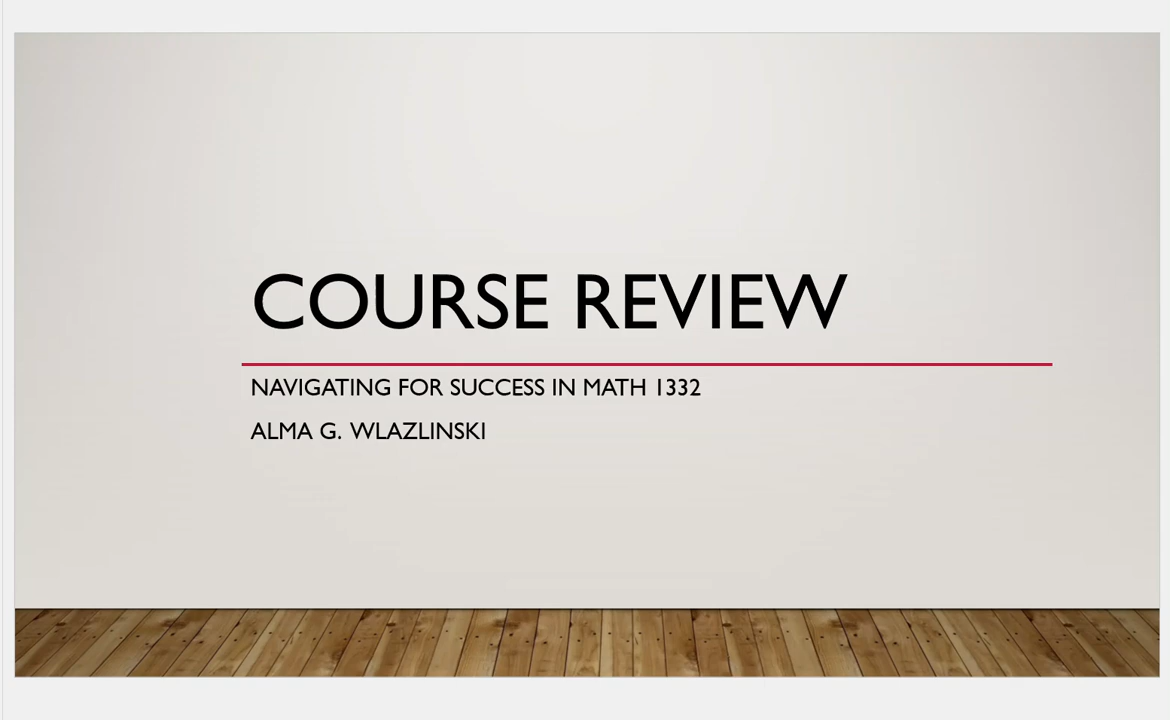 COURSE REVIEW
NAVIGATING FOR SUCCESS IN MATH 1332
ALMA G. WLAZLINSKI